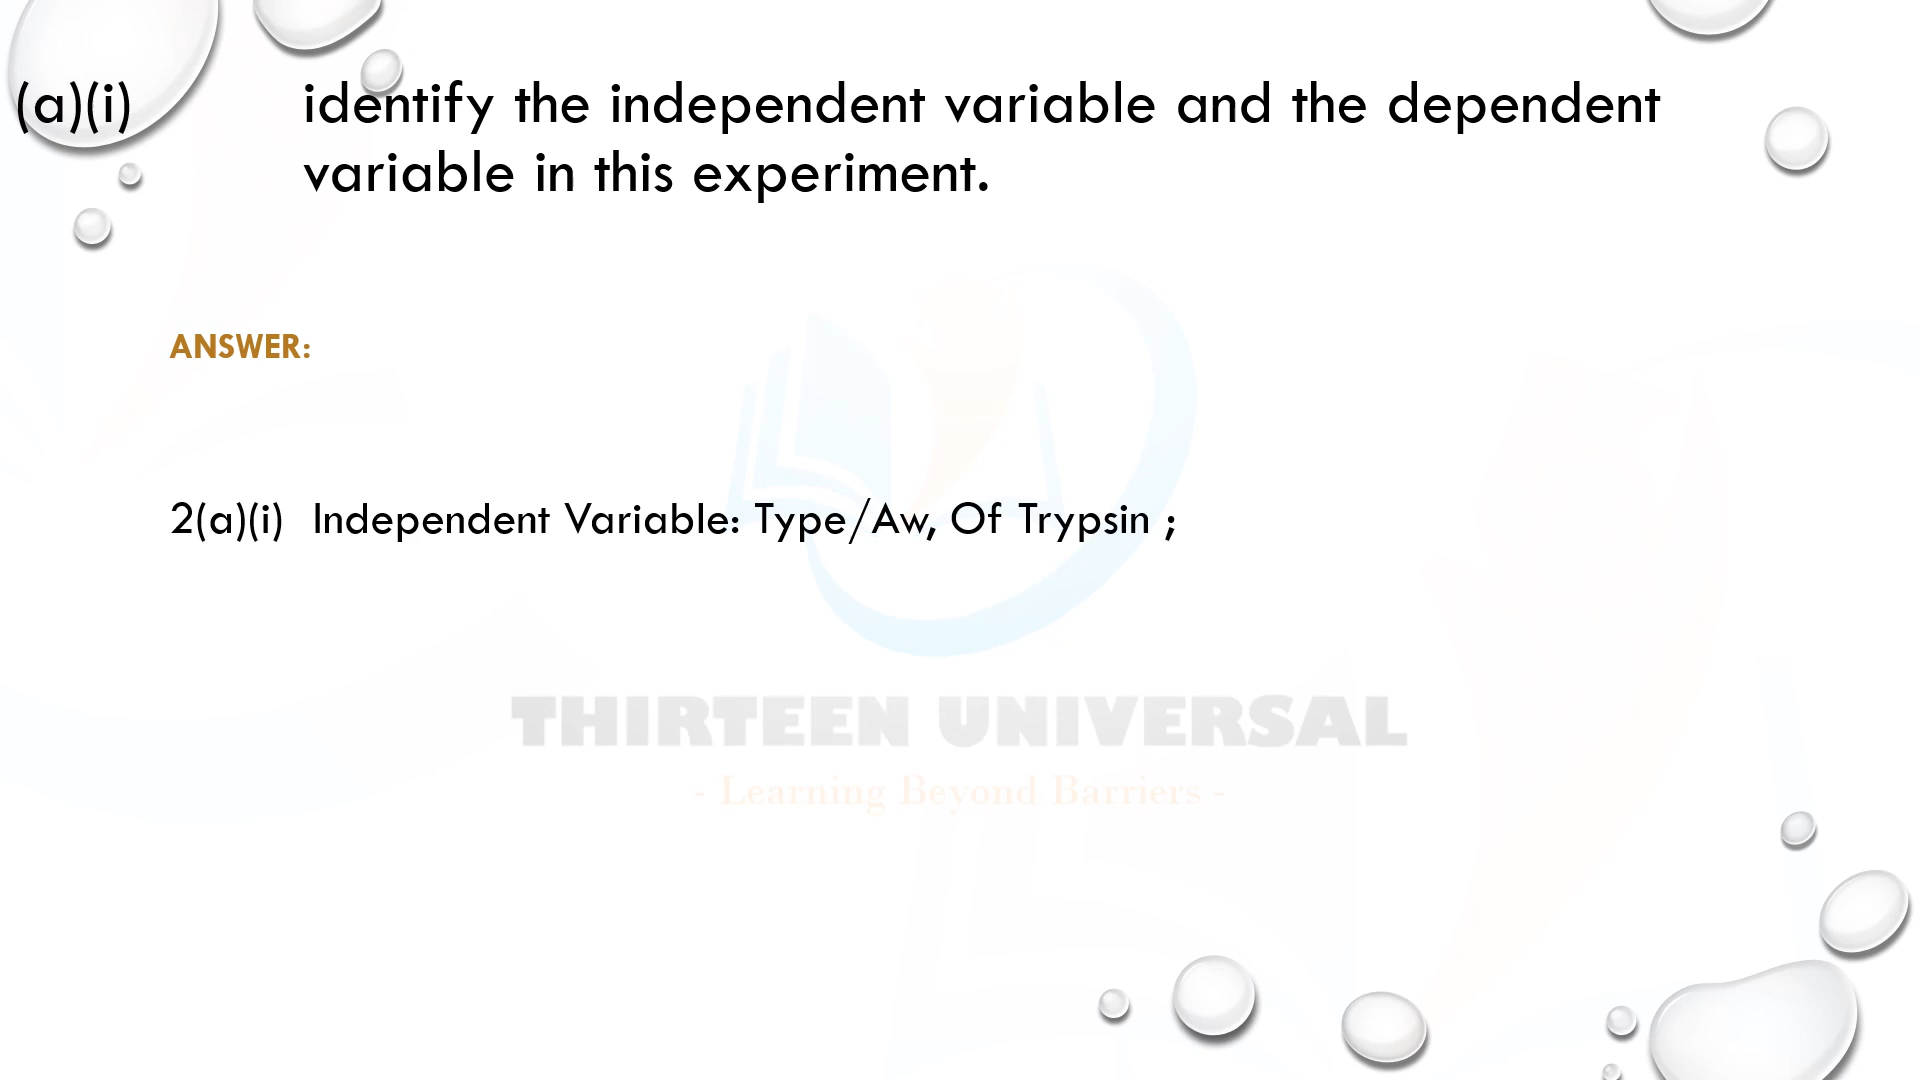 (a)(i) identify the independent variable and the dependent
variable in this experiment.
ANSWER:
2(a)(i) Independent Variable: Type/Aw, Of Trypsin ;
THIRTEEN UNIVERSAL
- Learning Beyond Barriers -